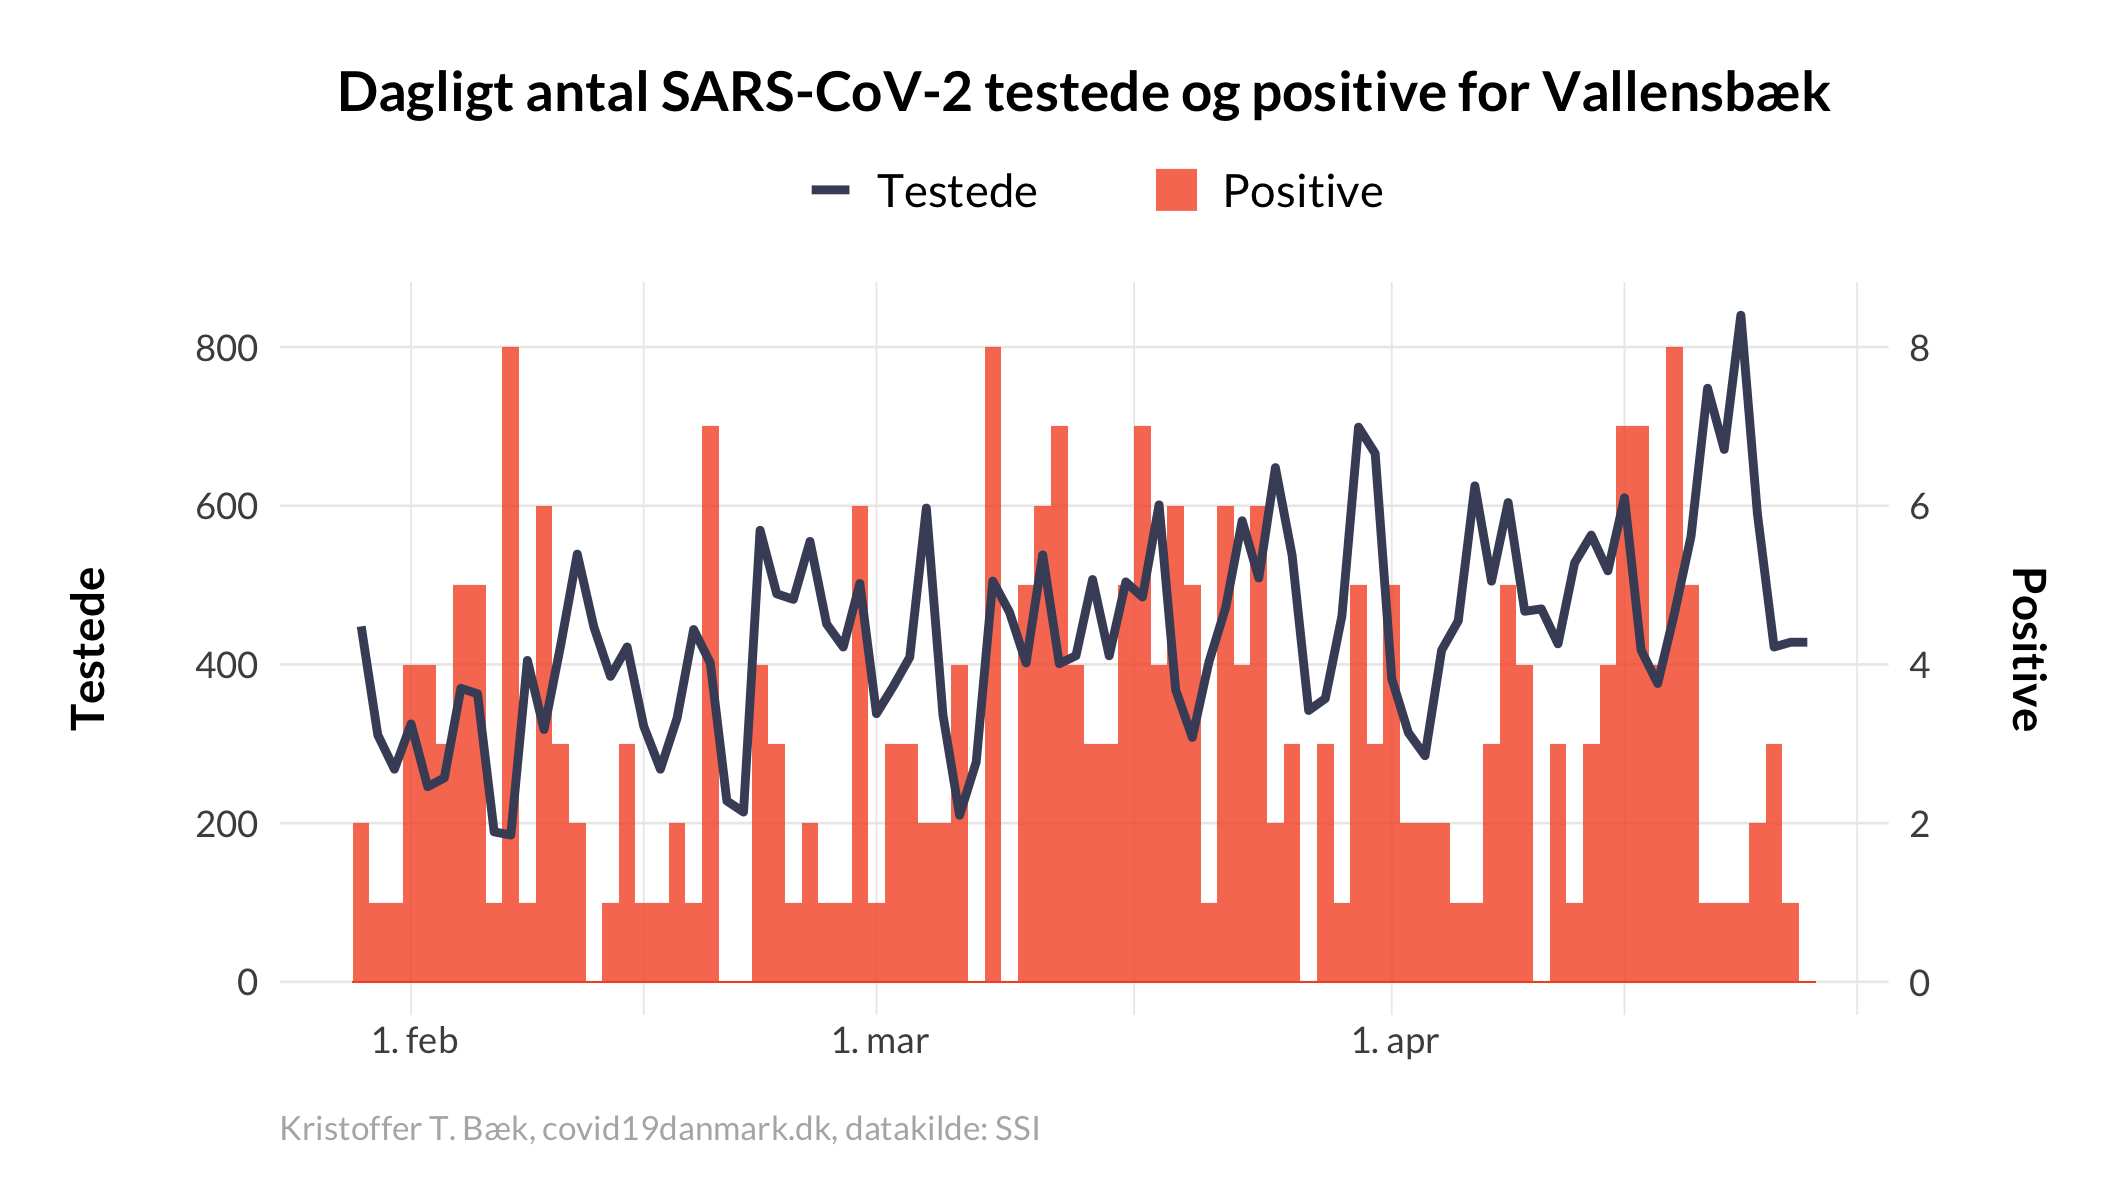 Dagligt antal SARS-CoV-2 testede og positive for Vallensbæk
Testede Positive
800 8
600 6
400 4
200 2
0 0
Testede
Positive
1. feb 1. mar 1. apr
Kristoffer T. Bæk, covid19danmark.dk, datakilde: SSI